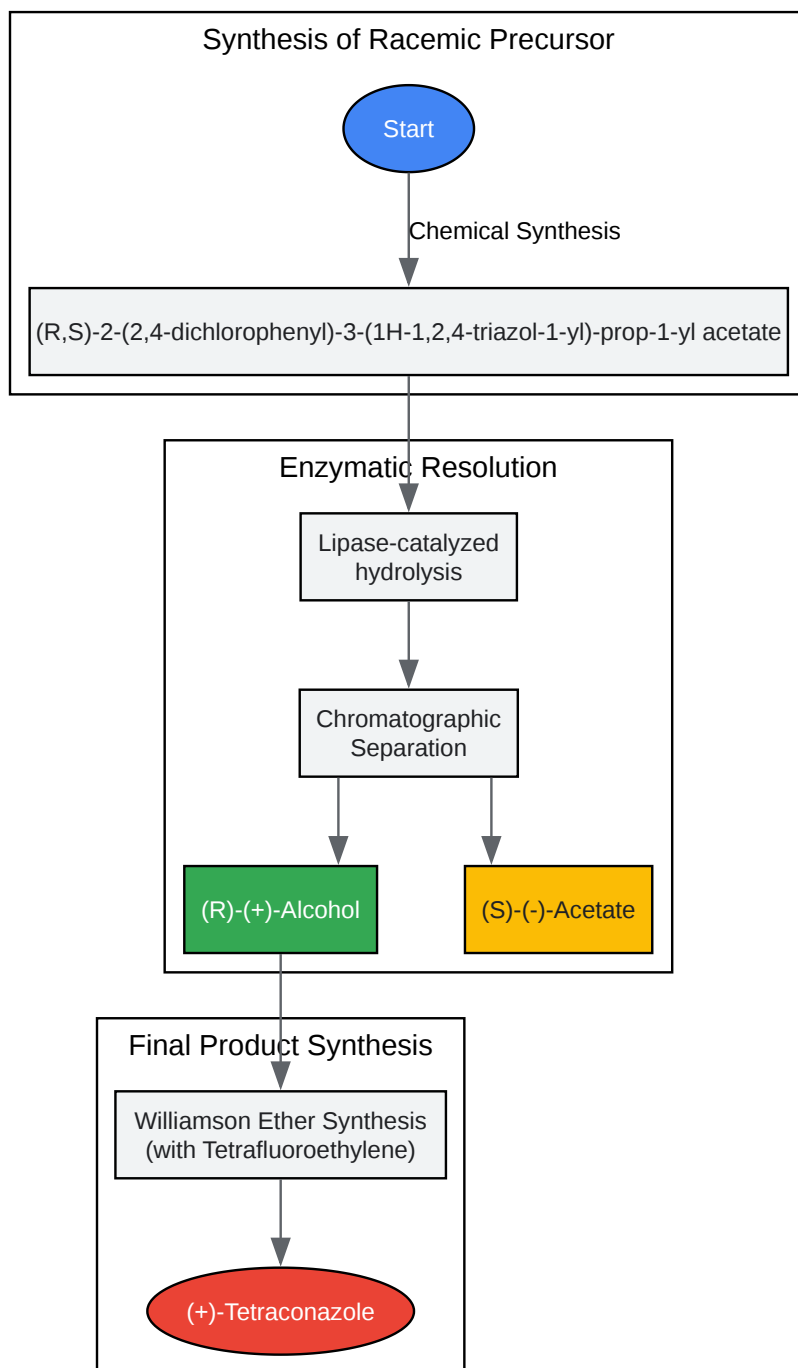 Synthesis of Racemic Precursor
Start
Chemical Synthesis
(R,S)-2-(2,4-dichlorophenyl)-3-(1H-1,2,4-triazol-1-yl)-prop-1-yl acetate
Enzymatic Resolution
Lipase-catalyzed
hydrolysis
Chromatographic
Separation
(R)-(+)-Alcohol
(S)-(-)-Acetate
Final Product Synthesis
Williamson Ether Synthesis
(with Tetrafluoroethylene)
(+)-Tetraconazole